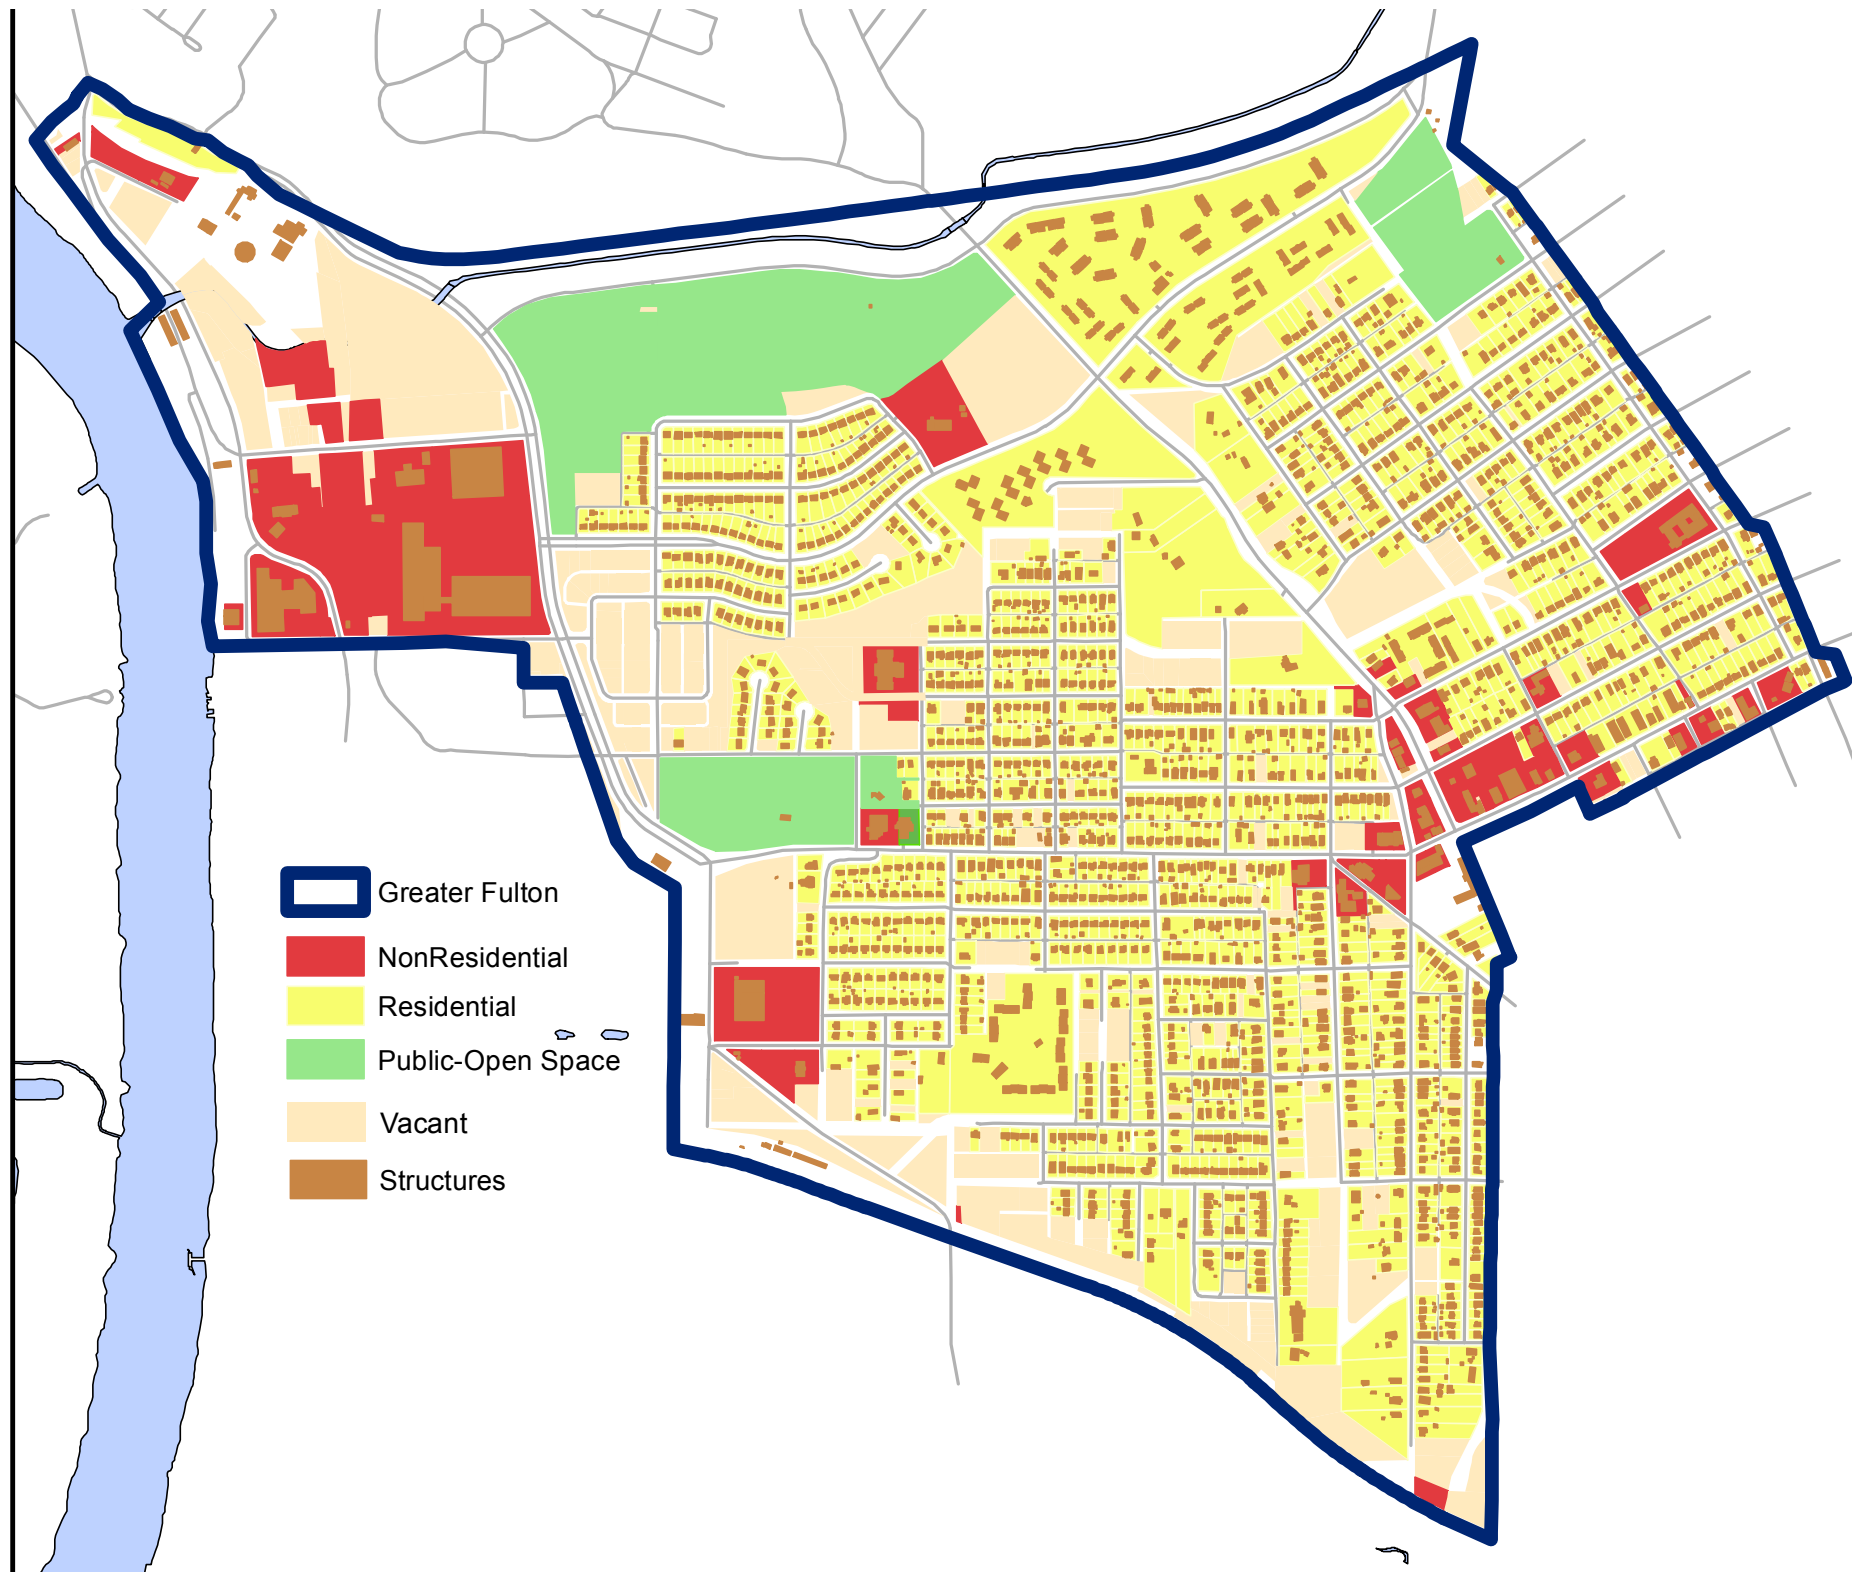 Greater Fulton
NonResidential
Residential
Public-Open Space
Vacant
Structures